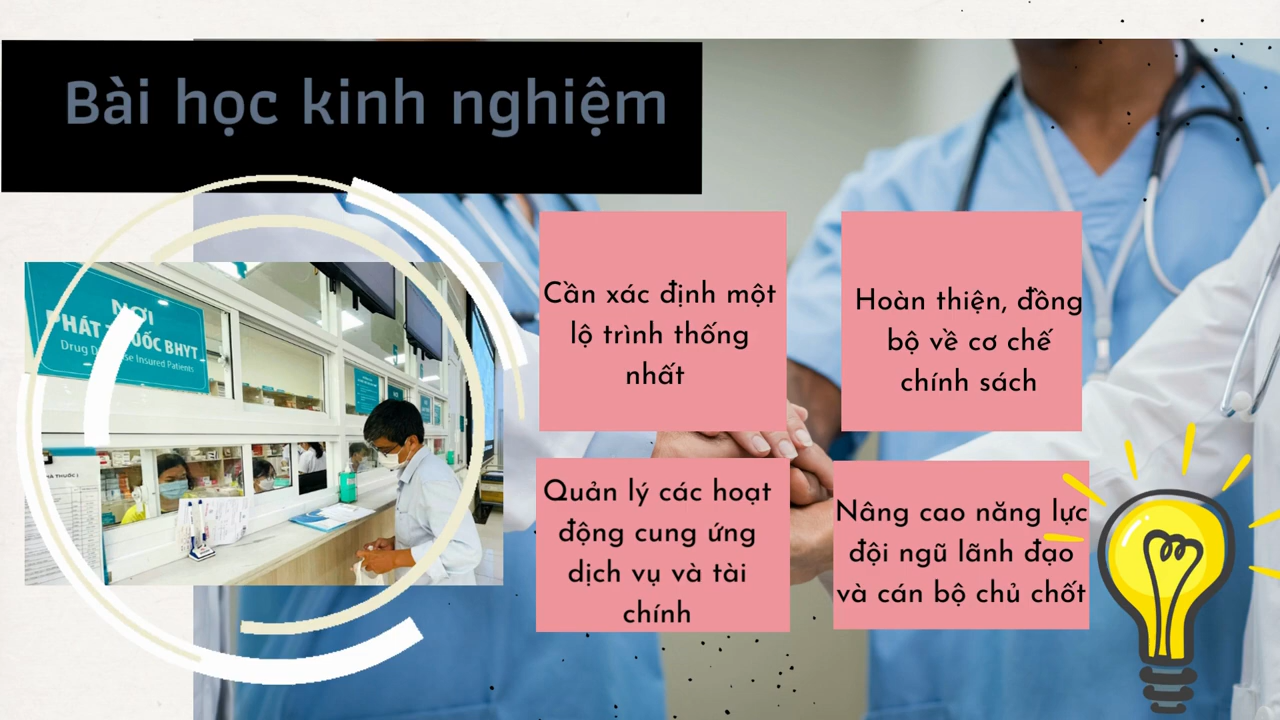 Bài học kinh nghiệm
NƠI
PHÁT THUỐC BHYT
Insured Patients
Cần xác định một
lộ trình thống
nhất
Hoàn thiện, đồng
bộ về cơ chế
chính sách
Quản lý các hoạt
động cung ứng
dịch vụ và tài
chính
Nâng cao năng lực
đội ngũ lãnh đạo
và cán bộ chủ chốt